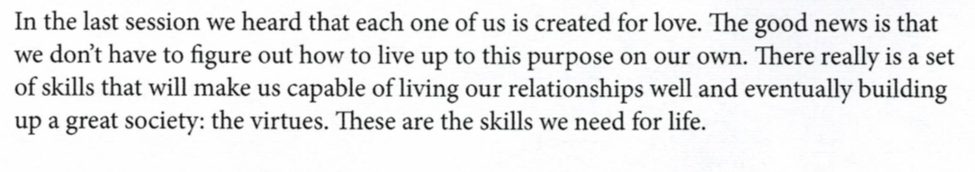 In the last session we heard that each one of us is created for love. The good news is that
we don’t have to figure out how to live up to this purpose on our own. There really is a set
of skills that will make us capable of living our relationships well and eventually building
up a great society: the virtues. These are the skills we need for life.